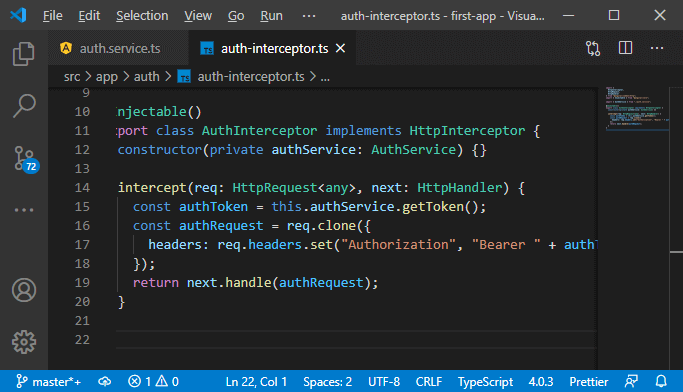 File Edit Selection View Go Run ··· auth-interceptor.ts - first-app - Visua...
auth.service.ts auth-interceptor.ts
src > app > auth > auth-interceptor.ts > ...
9
10 njectable()
11 port class AuthInterceptor implements HttpInterceptor {
12 constructor(private authService: AuthService) {}
13
14 intercept(req: HttpRequest<any>, next: HttpHandler) {
15 const authToken = this.authService.getToken();
16 const authRequest = req.clone({
17 headers: req.headers.set("Authorization", "Bearer " + auth
18 });
19 return next.handle(authRequest);
20 }
21
22
72
master*+ 1 0 Ln 22, Col 1 Spaces: 2 UTF-8 CRLF TypeScript 4.0.3 Prettier